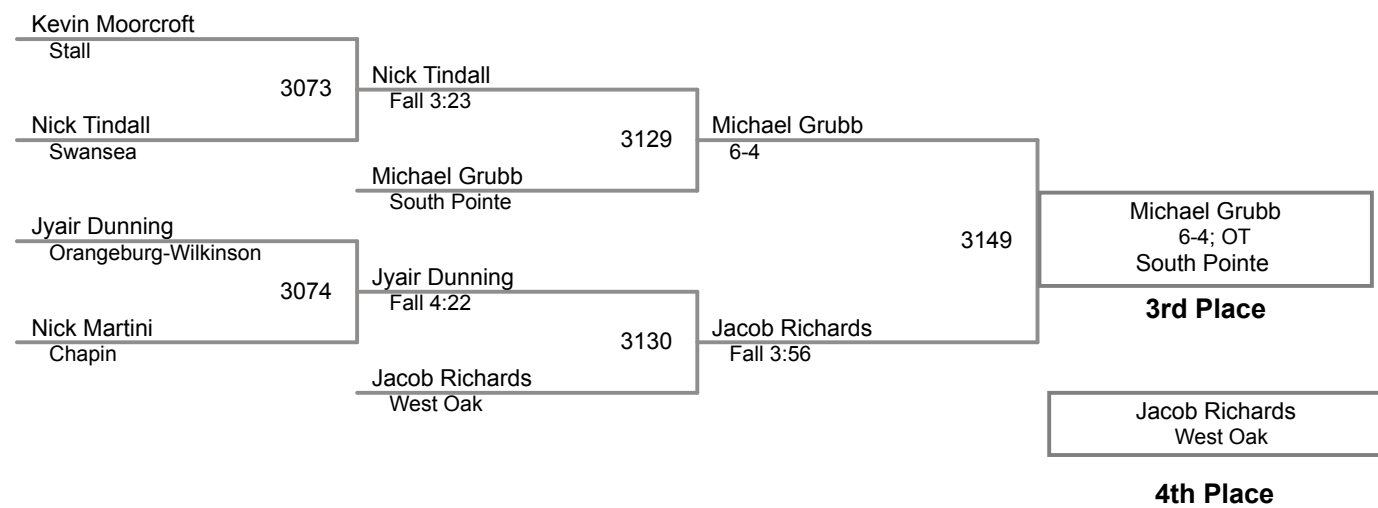 Kevin Moorcroft
Stall
3073
Nick Tindall
Swansea
Nick Tindall
Fall 3:23
3129
Michael Grubb
South Pointe
Michael Grubb
6-4
Jyair Dunning
Orangeburg-Wilkinson
3074
Nick Martini
Chapin
Jyair Dunning
Fall 4:22
3130
Jacob Richards
West Oak
Jacob Richards
Fall 3:56
3149
Michael Grubb
6-4; OT
South Pointe
3rd Place
Jacob Richards
West Oak
4th Place